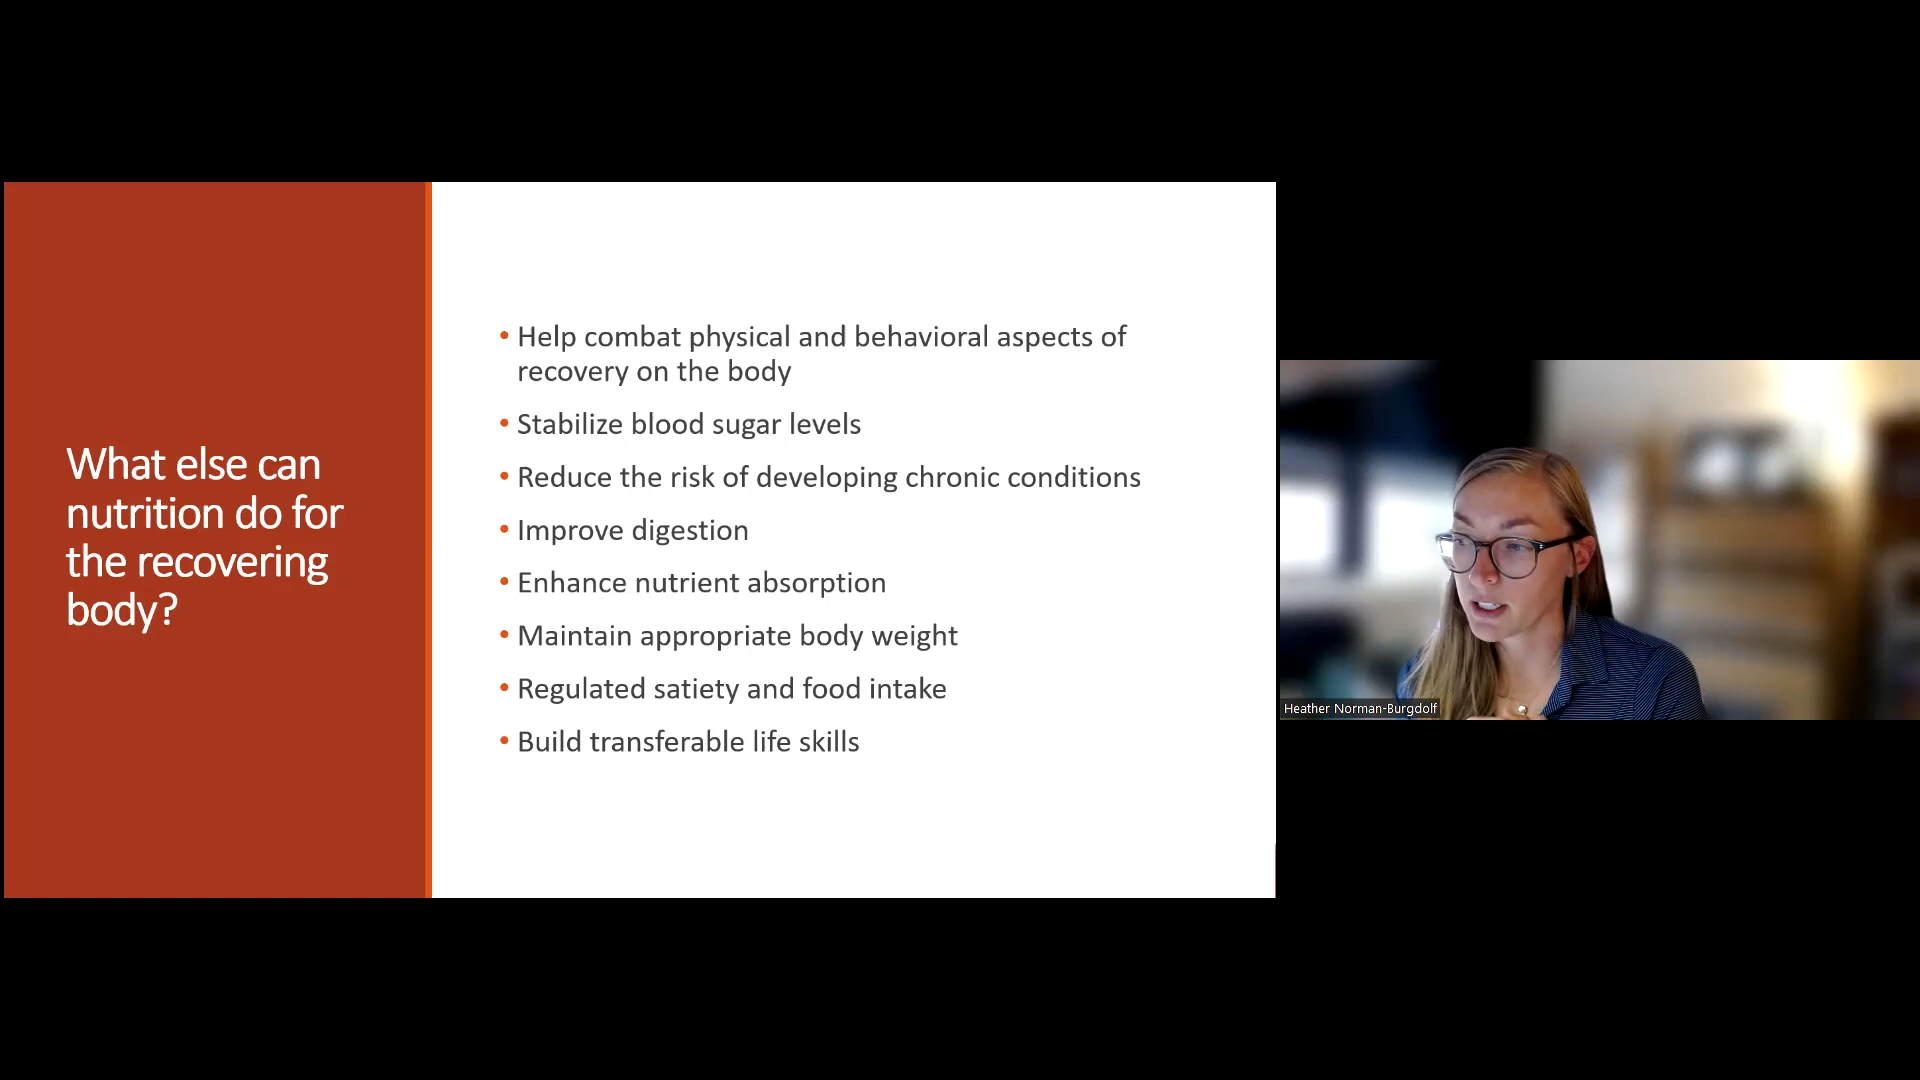 What else can
nutrition do for
the recovering
body?
• Help combat physical and behavioral aspects of
recovery on the body
• Stabilize blood sugar levels
• Reduce the risk of developing chronic conditions
• Improve digestion
• Enhance nutrient absorption
• Maintain appropriate body weight
• Regulated satiety and food intake
• Build transferable life skills
Heather Norman-Burgdolf